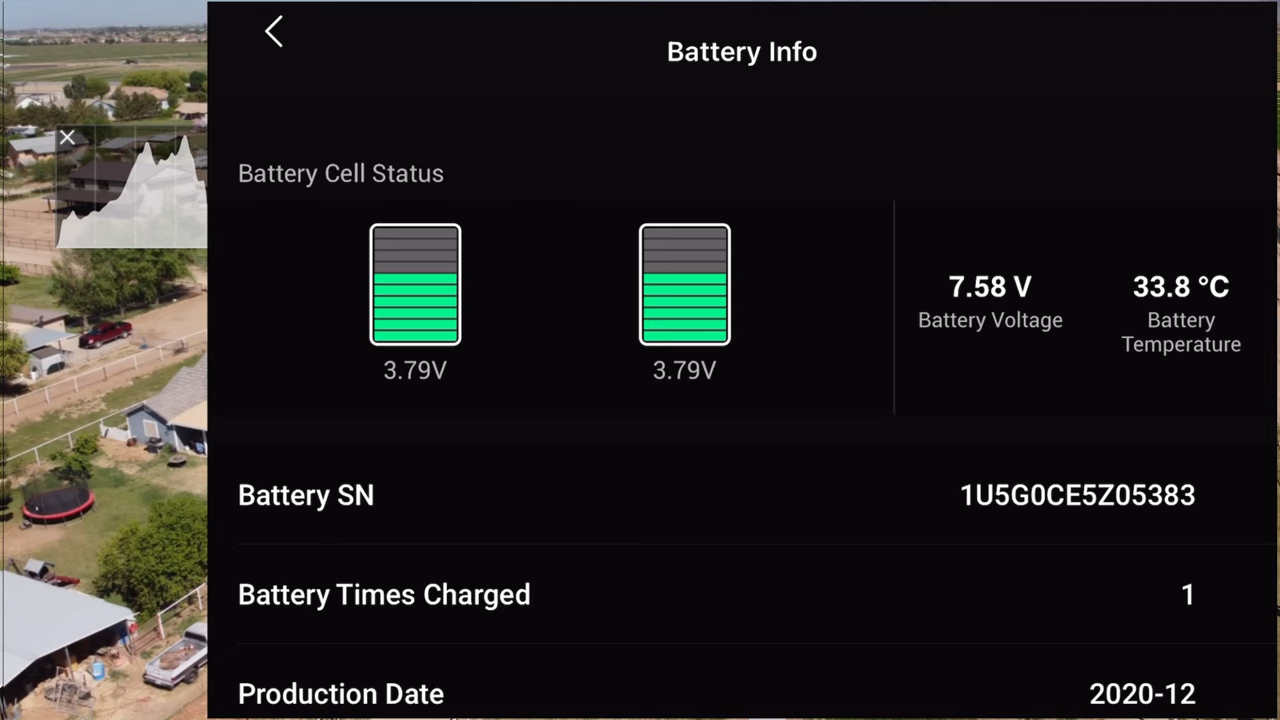 Battery Info
Battery Cell Status
3.79V
3.79V
7.58 V
Battery Voltage
33.8 °C
Battery
Temperature
Battery SN
1U5G0CE5Z05383
Battery Times Charged
1
Production Date
2020-12